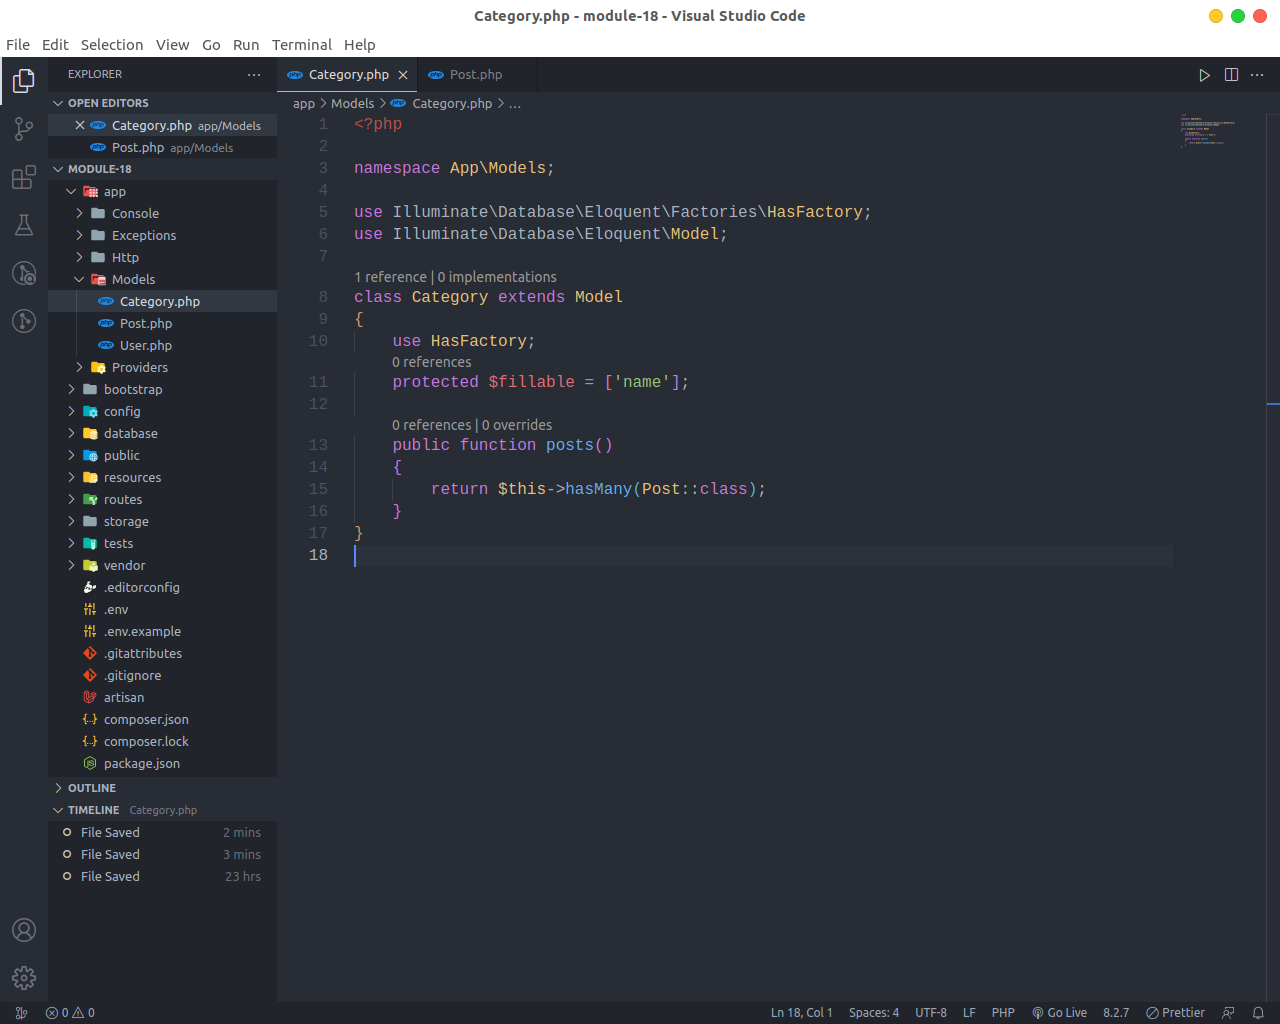 Category.php - module-18 - Visual Studio Code
File Edit Selection View Go Run Terminal Help
EXPLORER
OPEN EDITORS
Category.php app/Models
Post.php app/Models
MODULE-18
app
Console
Exceptions
Http
Models
Category.php
Post.php
User.php
Providers
bootstrap
config
database
public
resources
routes
storage
tests
vendor
.editorconfig
.env
.env.example
.gitattributes
.gitignore
artisan
composer.json
composer.lock
package.json
OUTLINE
TIMELINE Category.php
File Saved 2 mins
File Saved 3 mins
File Saved 23 hrs
Category.php Post.php
app > Models > Category.php > ...
1 <?php
2
3 namespace App\Models;
4
5 use Illuminate\Database\Eloquent\Factories\HasFactory;
6 use Illuminate\Database\Eloquent\Model;
7
1 reference | 0 implementations
8 class Category extends Model
9 {
10 use HasFactory;
0 references
11 protected $fillable = ['name'];
12
0 references | 0 overrides
13 public function posts()
14 {
15 return $this->hasMany(Post::class);
16 }
17 }
18
0 0 Ln 18, Col 1 Spaces: 4 UTF-8 LF PHP Go Live 8.2.7 Prettier